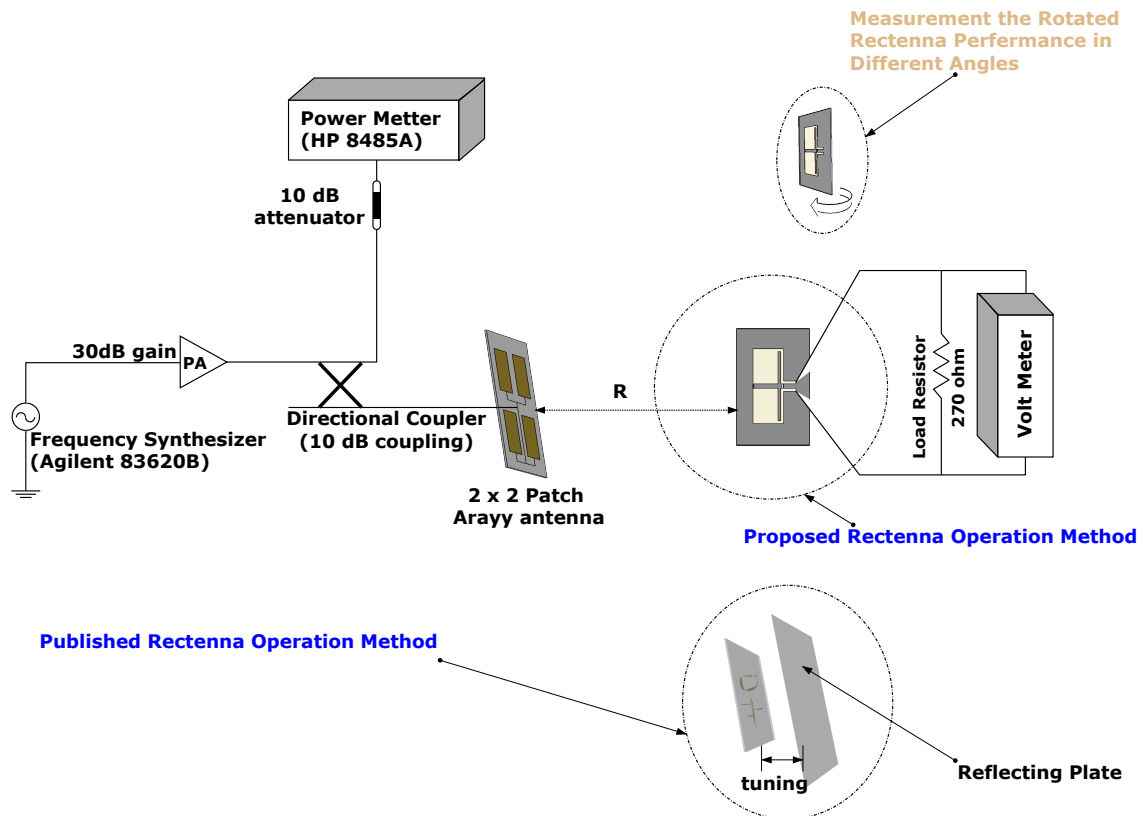 Measurement the Rotated
Rectenna Perfermance in
Different Angles
Power Metter
(HP 8485A)
10 dB
attenuator
30dB gain
PA
R
Load Resistor
270 ohm
Volt Meter
Directional Coupler
(10 dB coupling)
Frequency Synthesizer
(Agilent 83620B)
2 x 2 Patch
Arayy antenna
Proposed Rectenna Operation Method
Published Rectenna Operation Method
tuning
Reflecting Plate